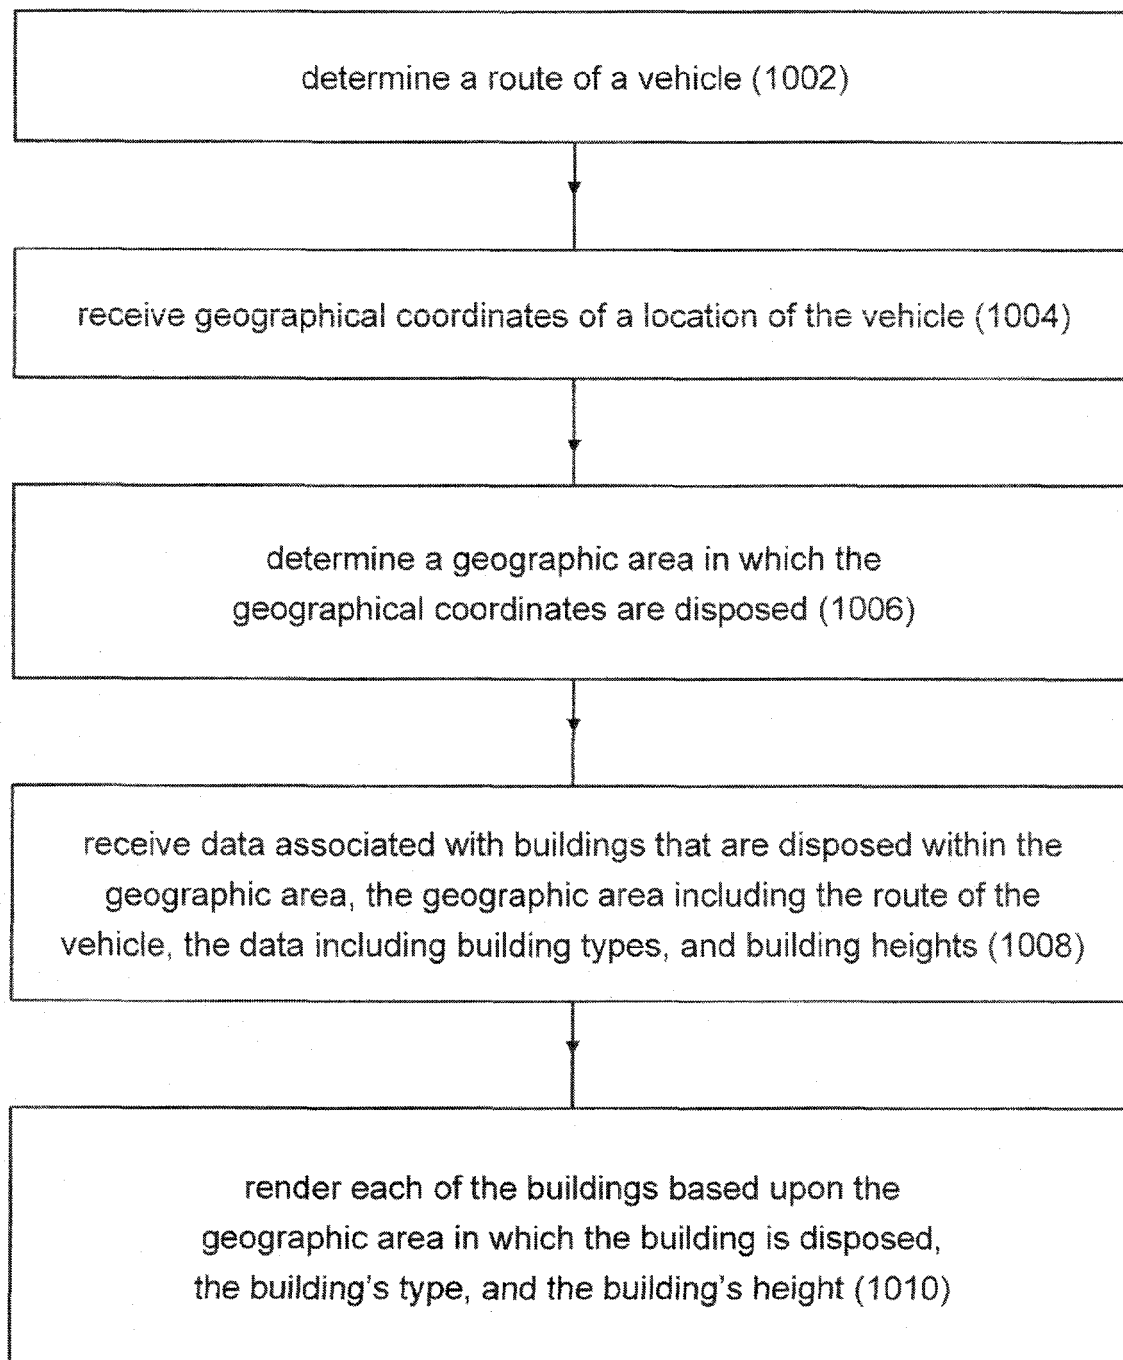 determine a route of a vehicle (1002)
receive geographical coordinates of a location of the vehicle (1004)
determine a geographic area in which the
geographical coordinates are disposed (1006)
receive data associated with buildings that are disposed within the
geographic area, the geographic area including the route of the
vehicle, the data including building types, and building heights (1008)
render each of the buildings based upon the
geographic area in which the building is disposed,
the building's type, and the building's height (1010)